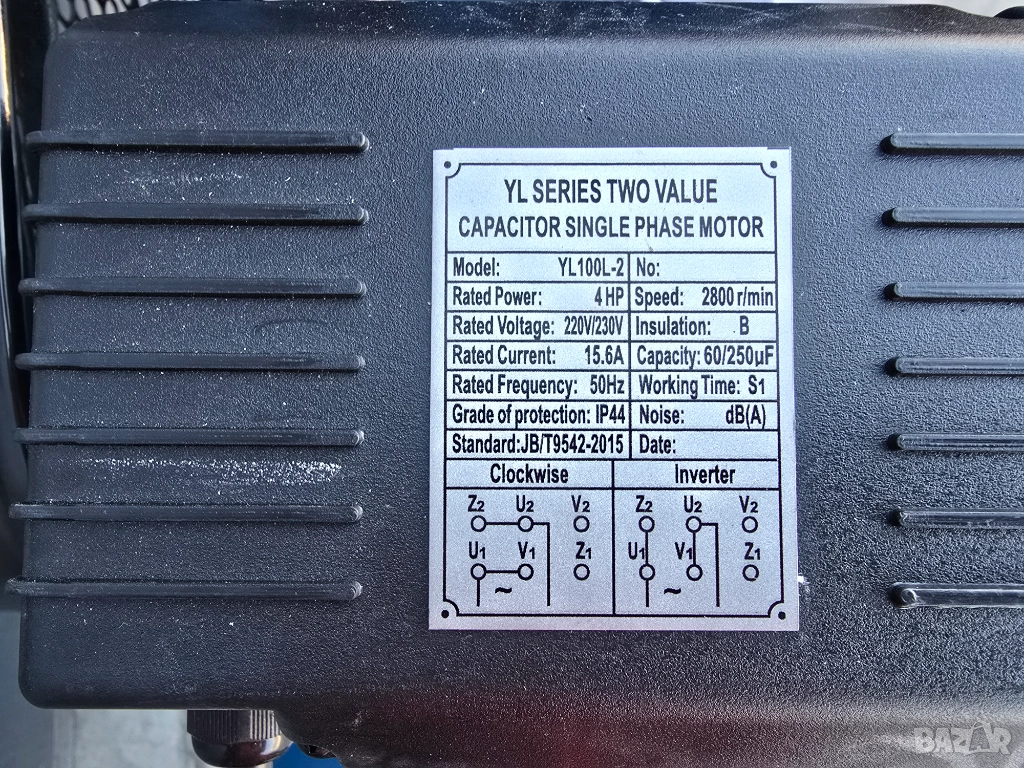 YL SERIES TWO VALUE
CAPACITOR SINGLE PHASE MOTOR
Model: YL100L-2 No:
Rated Power: 4 HP Speed: 2800 r/min
Rated Voltage: 220V/230V Insulation: B
Rated Current: 15.6A Capacity: 60/250µF
Rated Frequency: 50Hz Working Time: S1
Grade of protection: IP44 Noise: dB(A)
Standard:JB/T9542-2015 Date:
Clockwise Inverter
Z2 U2 V2 Z2 U2 V2
U1 V1 Z1 U1 V1 Z1
~ ~
BAZAR